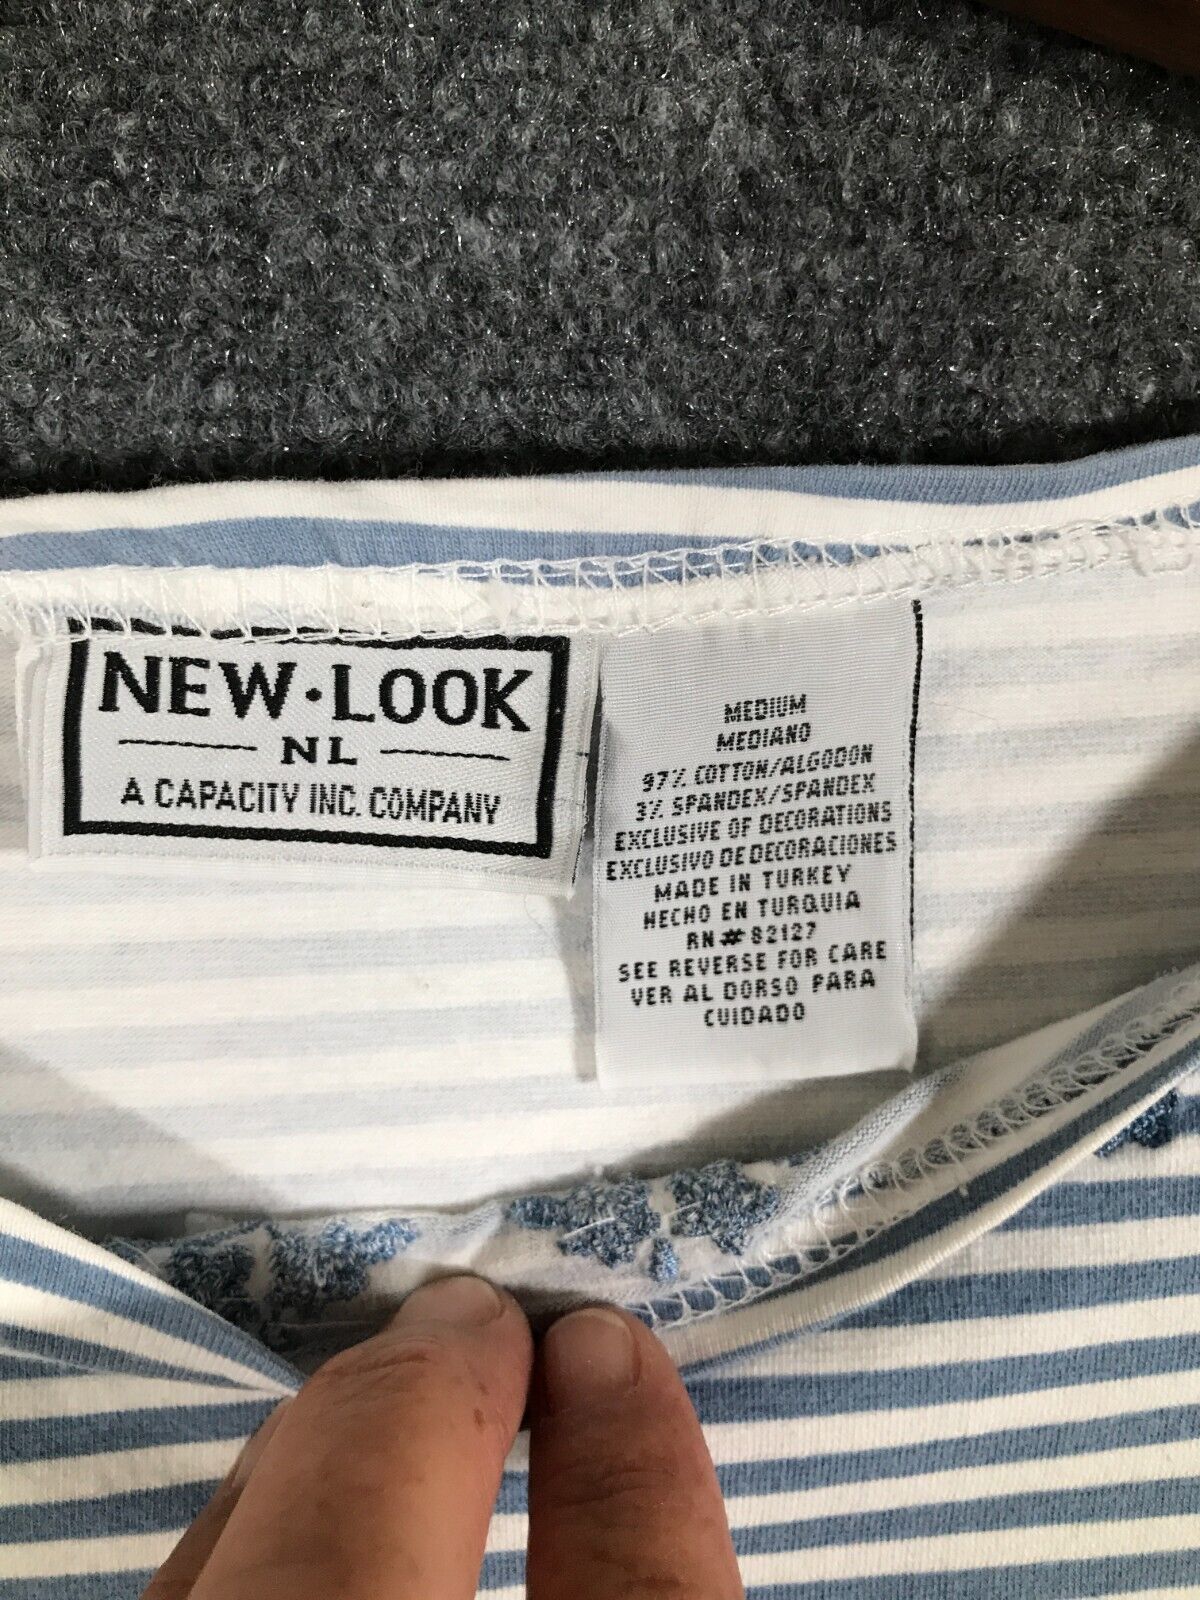 NEW·LOOK
NL
A CAPACITY INC. COMPANY
MEDIUM
MEDIANO
97% COTTON/ALGODON
3% SPANDEX/SPANDEX
EXCLUSIVE OF DECORATIONS
EXCLUSIVO DE DECORACIONES
MADE IN TURKEY
HECHO EN TURQUIA
RN# 82127
SEE REVERSE FOR CARE
VER AL DORSO PARA
CUIDADO